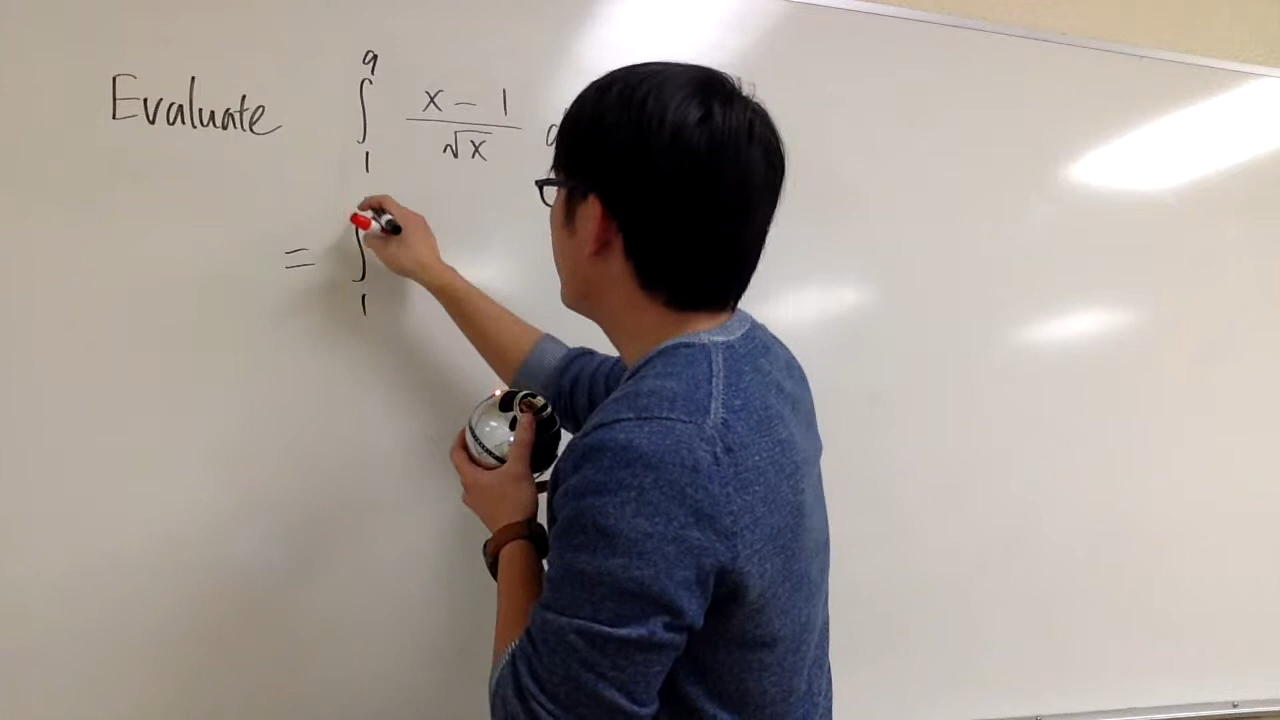 Evaluate ∫₁⁹ (x - 1)/√x d
= ∫₁